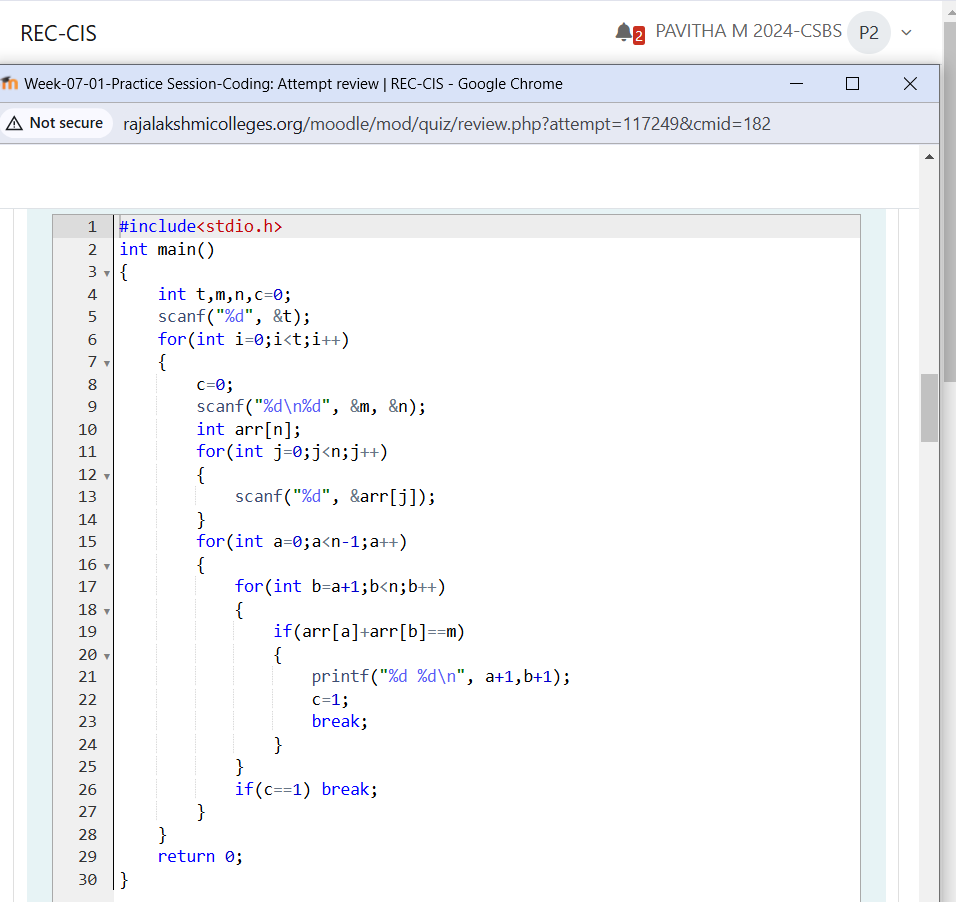 REC-CIS
2 PAVITHA M 2024-CSBS P2
Week-07-01-Practice Session-Coding: Attempt review | REC-CIS - Google Chrome
Not secure rajalakshmicolleges.org/moodle/mod/quiz/review.php?attempt=117249&cmid=182
1 #include<stdio.h>
2 int main()
3 {
4     int t,m,n,c=0;
5     scanf("%d", &t);
6     for(int i=0;i<t;i++)
7     {
8         c=0;
9         scanf("%d\n%d", &m, &n);
10         int arr[n];
11         for(int j=0;j<n;j++)
12         {
13             scanf("%d", &arr[j]);
14         }
15         for(int a=0;a<n-1;a++)
16         {
17             for(int b=a+1;b<n;b++)
18             {
19                 if(arr[a]+arr[b]==m)
20                 {
21                     printf("%d %d\n", a+1,b+1);
22                     c=1;
23                     break;
24                 }
25             }
26             if(c==1) break;
27         }
28     }
29     return 0;
30 }